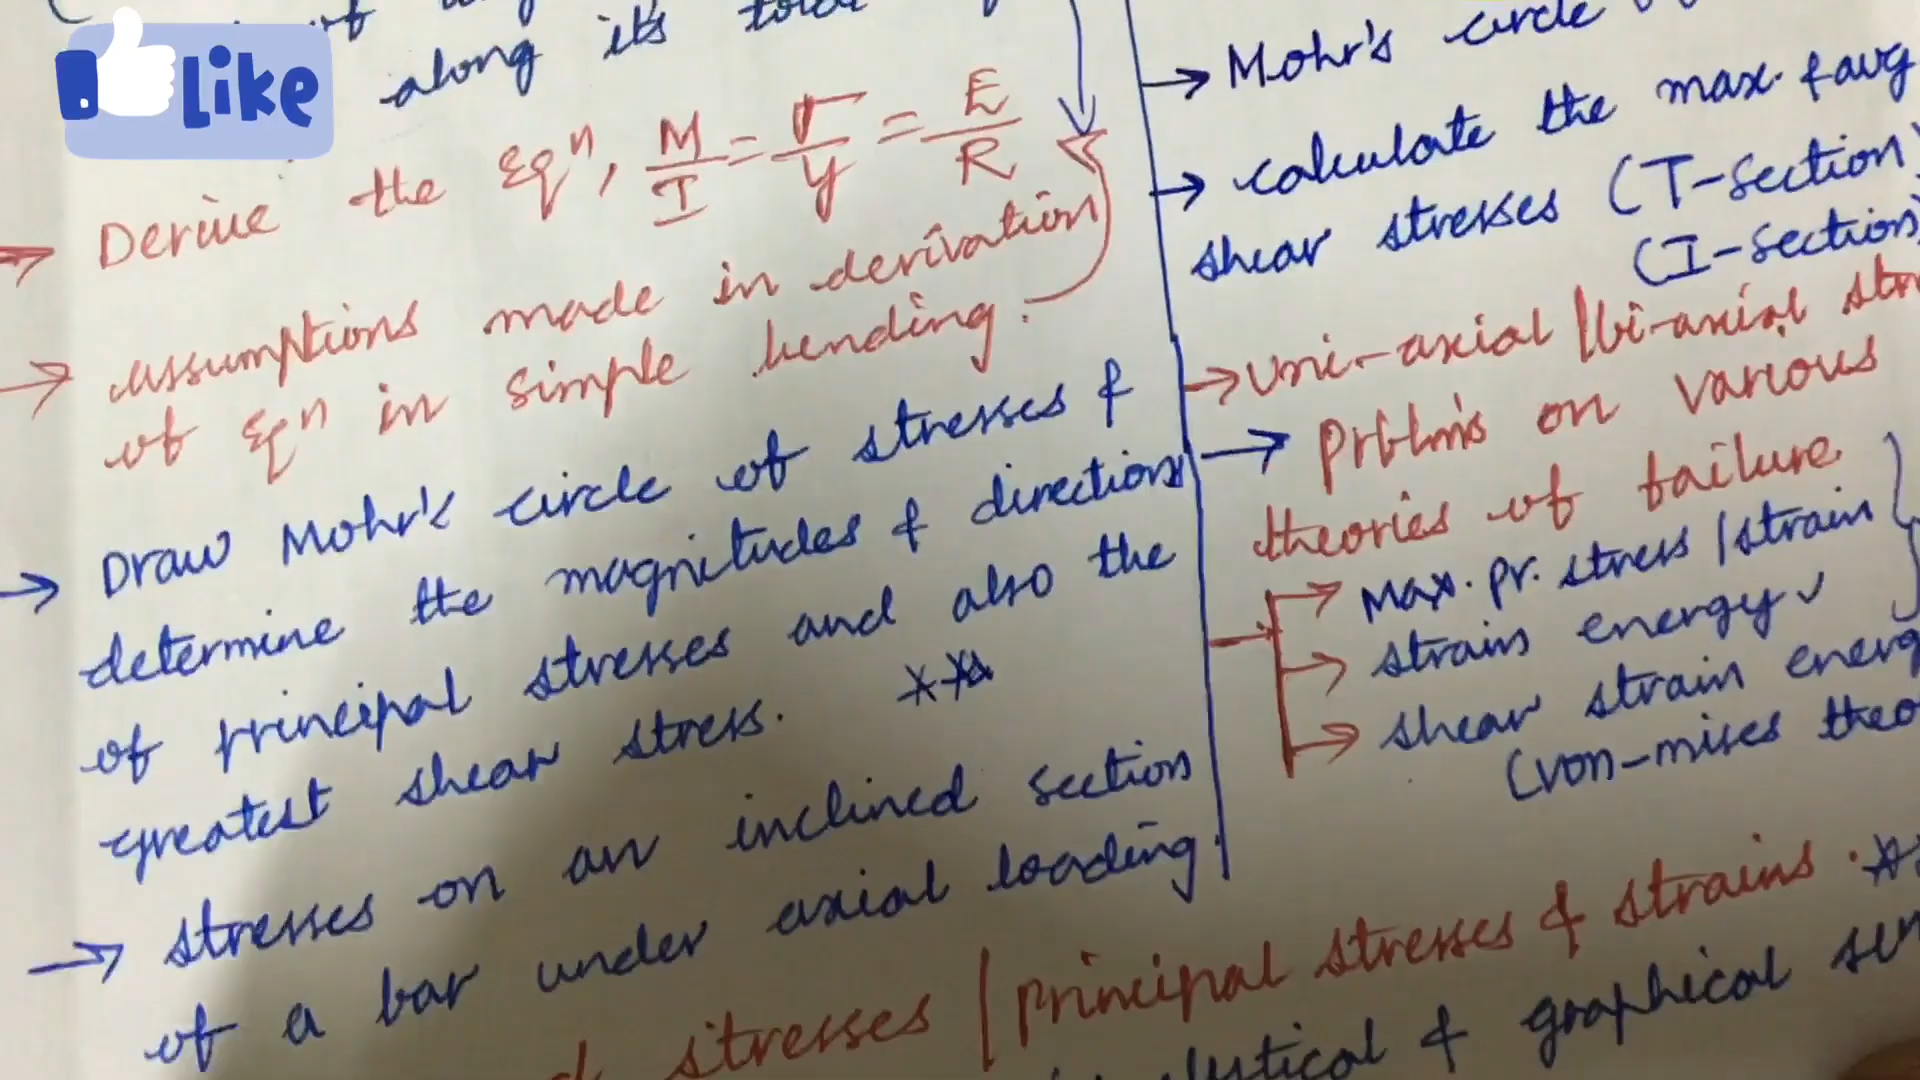 Like
along its total
Derive the Eqn, M/I = σ/y = E/R
assumptions made in derivation
of Eqn in simple bending.
Draw Mohr's circle of stresses &
determine the magnitudes & directions
of principal stresses and also the
greatest shear stress. ***
stresses on an inclined section
of a bar under axial loading.
Mohr's circle
calculate the max. & avg
shear stresses (T-section)
(I-section)
uni-axial / bi-axial
Prblm's on various
theories of failure
Max. pr. stress / strain
strain energy ✓
shear strain energ
(von-mises theo
stresses / principal stresses & strains. **
& graphical